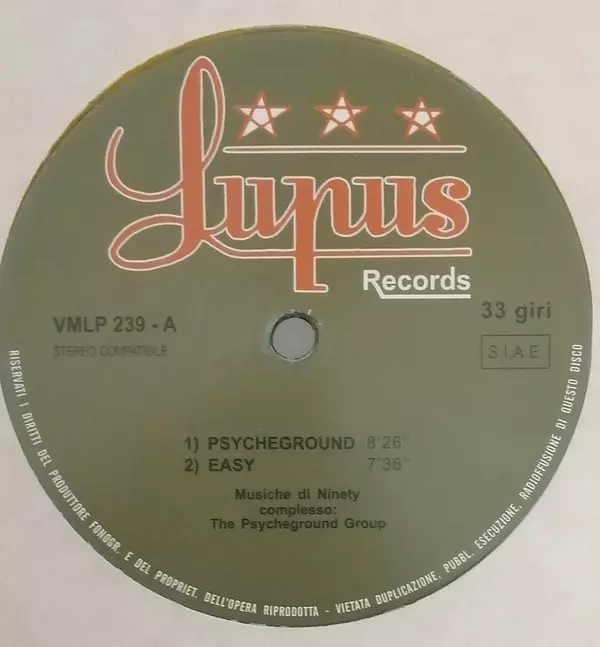 Lupus
Records
VMLP 239 - A
33 giri
STEREO COMPATIBILE
S.I.A.E.
1) PSYCHEGROUND 8'26"
2) EASY 7'36"
Musiche di Ninety
complesso:
The Psycheground Group
RISERVATI I DIRITTI DEL PRODUTTORE FONOGR. E DEL PROPRIET. DELL'OPERA RIPRODOTTA - VIETATA DUPLICAZIONE, PUBBL. ESECUZIONE, RADIOFFUSIONE DI QUESTO DISCO